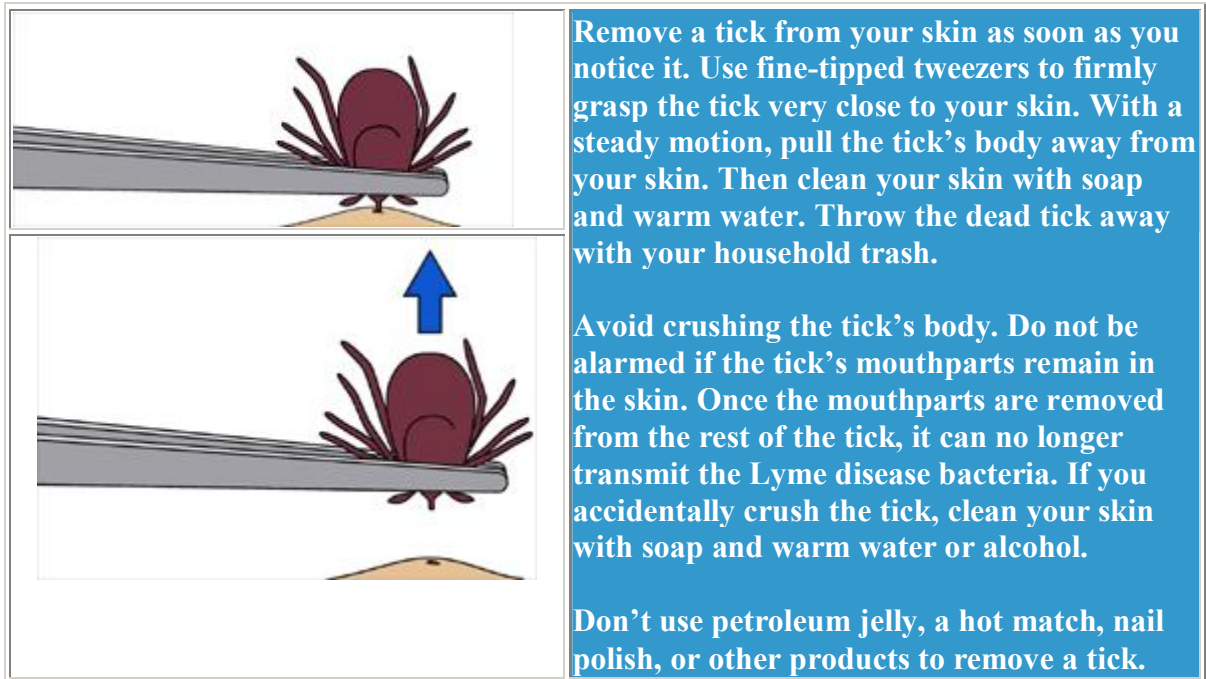 Remove a tick from your skin as soon as you
notice it. Use fine-tipped tweezers to firmly
grasp the tick very close to your skin. With a
steady motion, pull the tick’s body away from
your skin. Then clean your skin with soap
and warm water. Throw the dead tick away
with your household trash.
Avoid crushing the tick’s body. Do not be
alarmed if the tick’s mouthparts remain in
the skin. Once the mouthparts are removed
from the rest of the tick, it can no longer
transmit the Lyme disease bacteria. If you
accidentally crush the tick, clean your skin
with soap and warm water or alcohol.
Don’t use petroleum jelly, a hot match, nail
polish, or other products to remove a tick.